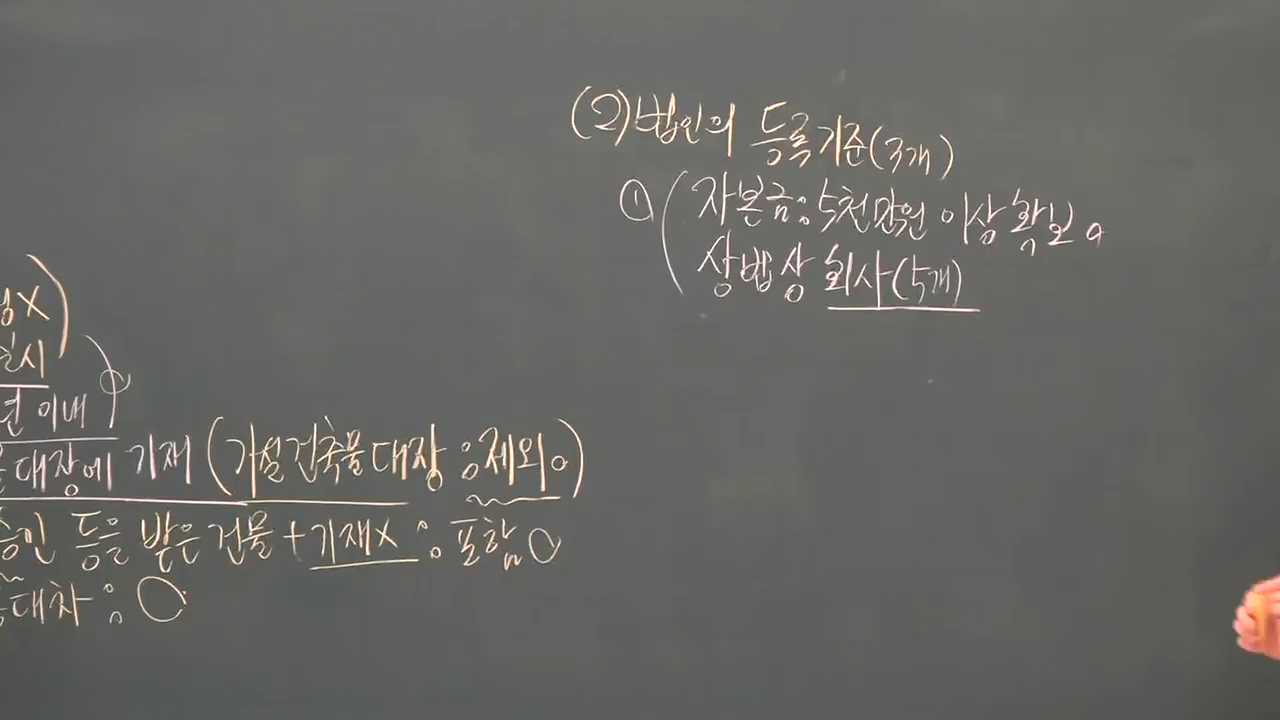 (2) 법인의 등록기준(3개)
① 자본금: 5천만원 이상 확보。
상법상 회사(5개)
X)
실시
년 이내
대장에 기재 (가설건축물대장 : 제외。)
승인 등을 받은 건물 + 기재X : 포함○
대차 : ○